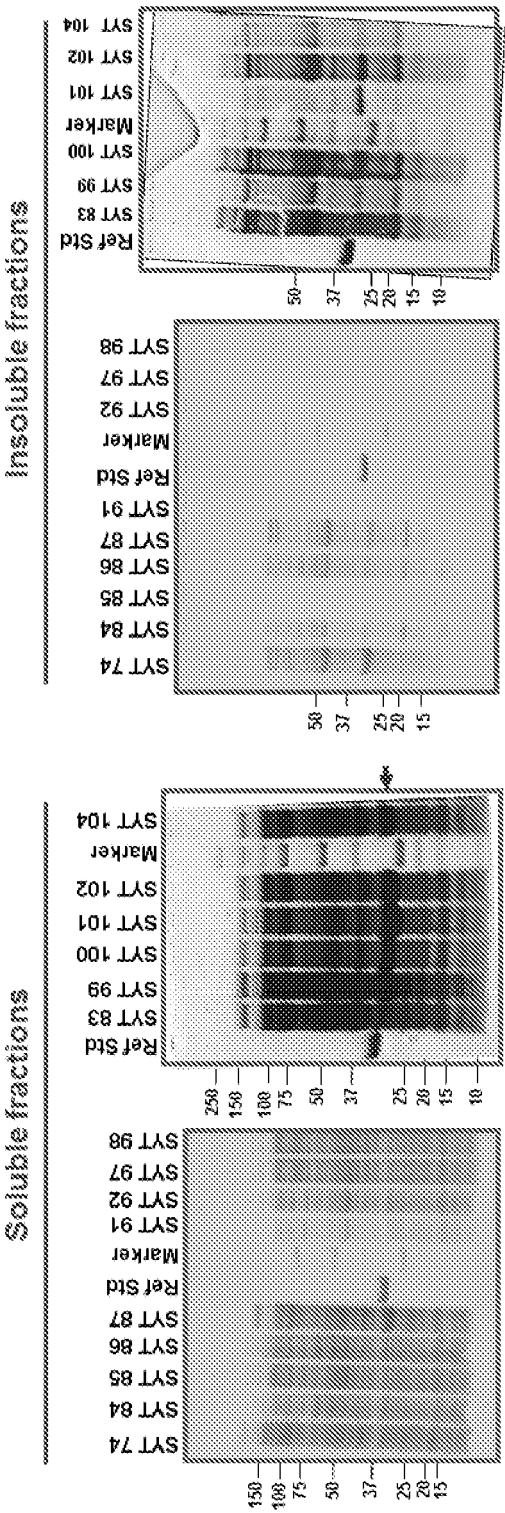 Soluble fractions
SYT 74
SYT 84
SYT 85
SYT 86
SYT 87
Ref Std
Marker
SYT 91
SYT 92
SYT 97
SYT 98
150
100
75
50
37
25
20
15
Ref Std
SYT 83
SYT 99
SYT 100
SYT 101
SYT 102
Marker
SYT 104
250
150
100
75
50
37
25
20
15
10
Insoluble fractions
SYT 74
SYT 84
SYT 85
SYT 86
SYT 87
SYT 91
Ref Std
Marker
SYT 92
SYT 97
SYT 98
50
37
25
20
15
Ref Std
SYT 83
SYT 99
SYT 100
Marker
SYT 101
SYT 102
SYT 104
50
37
25
20
15
10